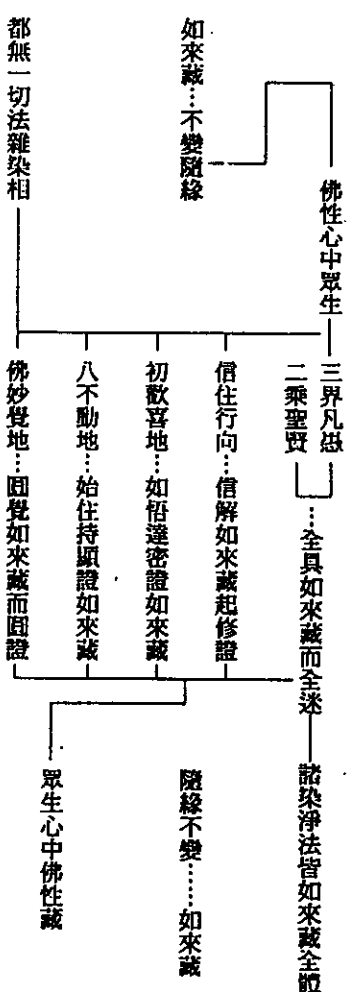 佛性心中眾生
如來藏…不變隨緣
都無一切法雜染相
三界凡愚
二乘聖賢
…全具如來藏而全迷
諸染淨法皆如來藏全體
信住行向…信解如來藏起修證
初歡喜地…如悟達密證如來藏
八不動地…始住持顯證如來藏
佛妙覺地…圓覺如來藏而圓證
隨緣不變……如來藏
眾生心中佛性藏